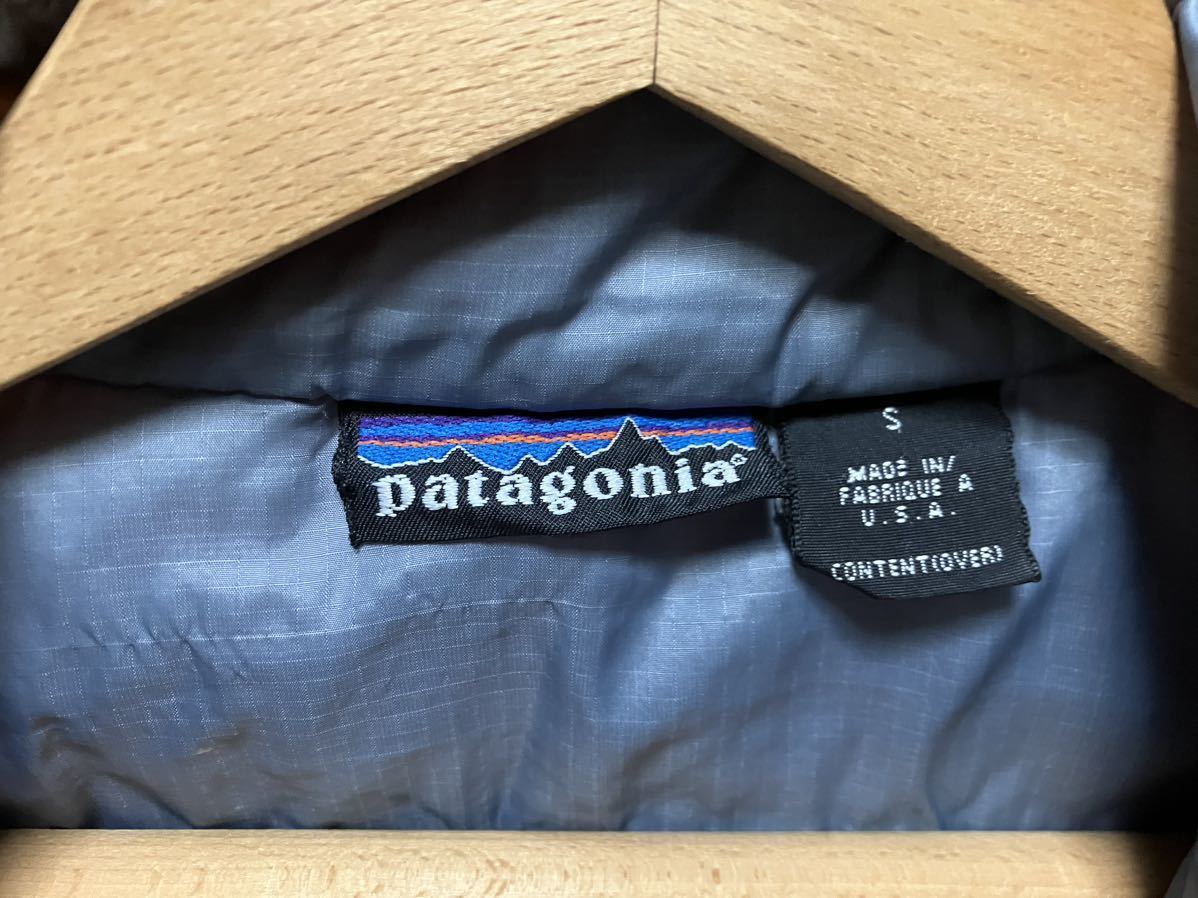 patagonia®
S
MADE IN/
FABRIQUE A
U.S.A.
CONTENT(OVER)